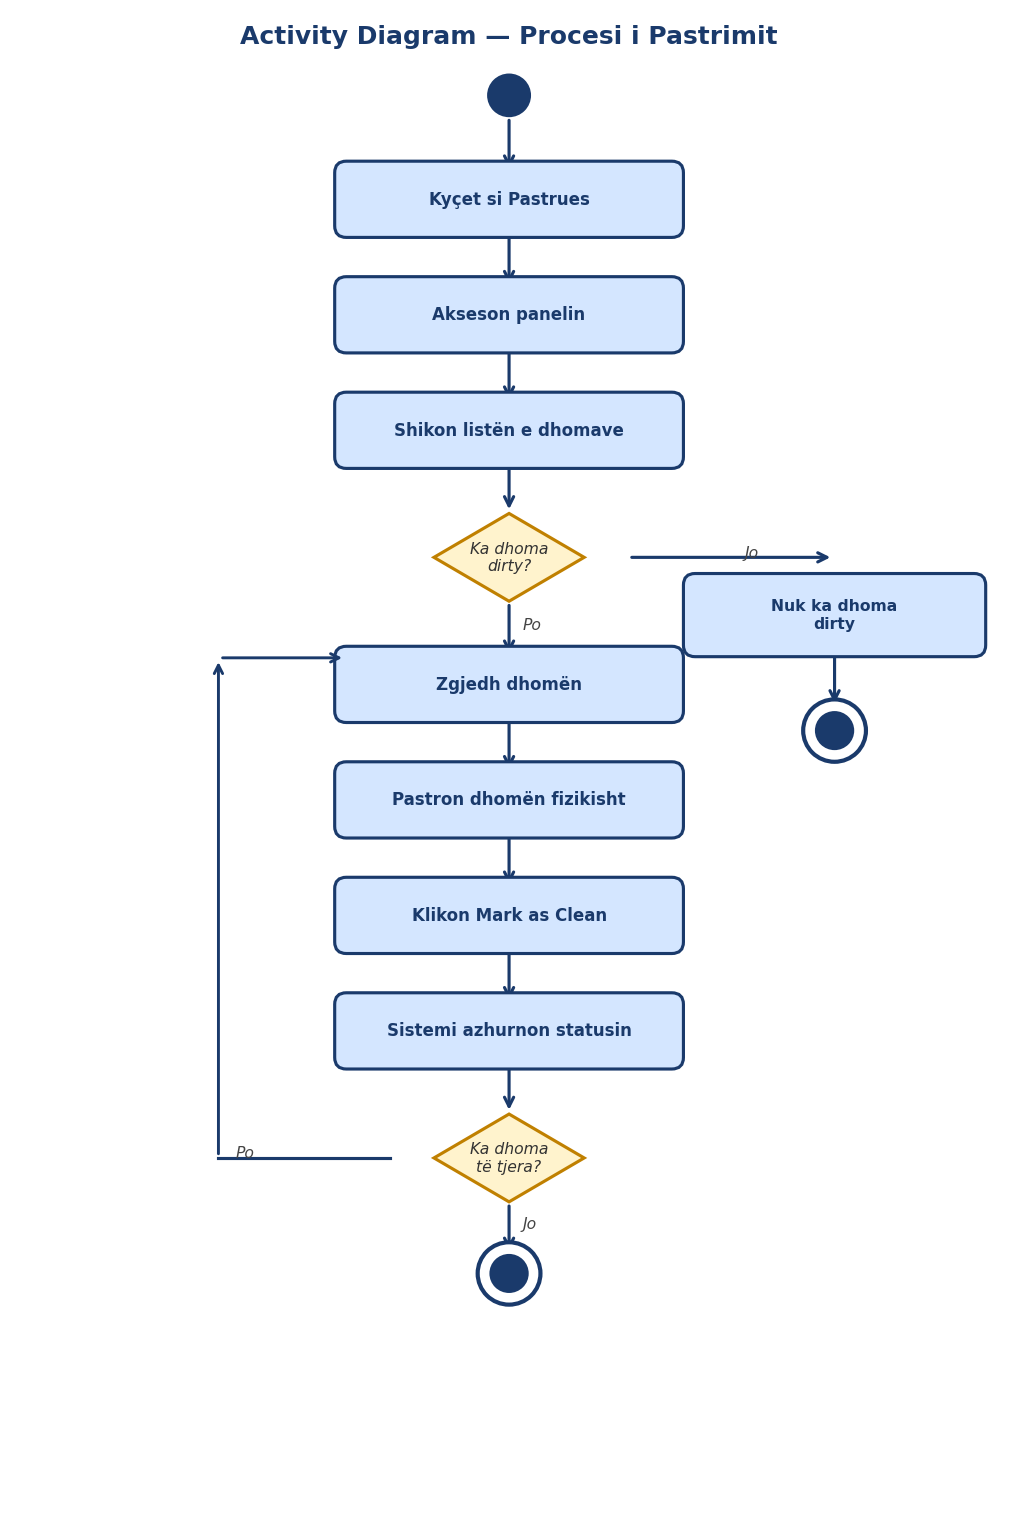 Activity Diagram — Procesi i Pastrimit
Kyçet si Pastrues
Akseson panelin
Shikon listën e dhomave
Ka dhoma
dirty?
Jo
Nuk ka dhoma
dirty
Po
Zgjedh dhomën
Pastron dhomën fizikisht
Klikon Mark as Clean
Sistemi azhurnon statusin
Ka dhoma
të tjera?
Po
Jo